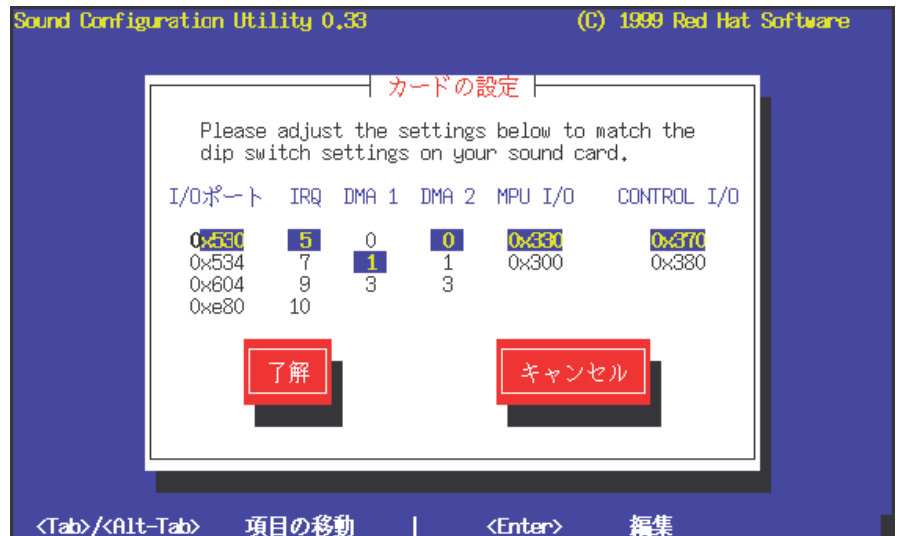 Sound Configuration Utility 0.33 (C) 1999 Red Hat Software
カードの設定
Please adjust the settings below to match the
dip switch settings on your sound card.
I/Oポート IRQ DMA 1 DMA 2 MPU I/O CONTROL I/O
0x530 5 0 0 0x330 0x370
0x534 7 1 1 0x300 0x380
0x604 9 3 3
0xe80 10
了解 キャンセル
<Tab>/<Alt-Tab> 項目の移動 | <Enter> 編集